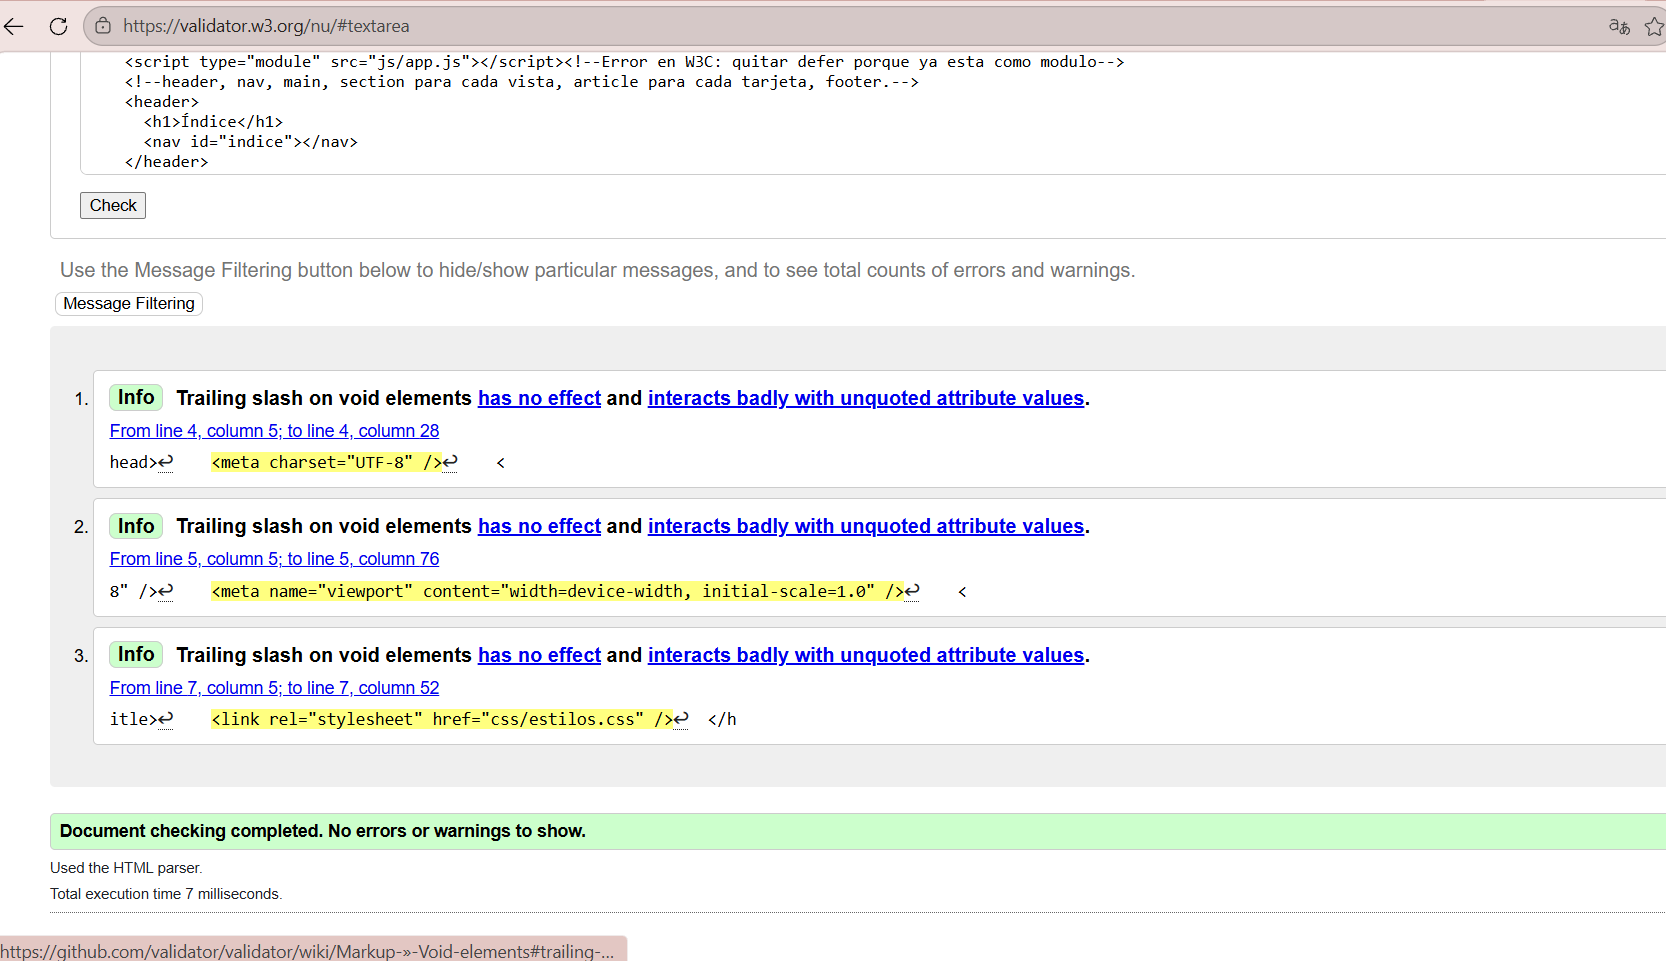 https://validator.w3.org/nu/#textarea
<script type="module" src="js/app.js"></script><!--Error en W3C: quitar defer porque ya esta como modulo-->
<!--header, nav, main, section para cada vista, article para cada tarjeta, footer.-->
<header>
<h1>Índice</h1>
<nav id="indice"></nav>
</header>
Check
Use the Message Filtering button below to hide/show particular messages, and to see total counts of errors and warnings.
Message Filtering
1. Info Trailing slash on void elements has no effect and interacts badly with unquoted attribute values.
From line 4, column 5; to line 4, column 28
head>↩ <meta charset="UTF-8" />↩ <
2. Info Trailing slash on void elements has no effect and interacts badly with unquoted attribute values.
From line 5, column 5; to line 5, column 76
8" />↩ <meta name="viewport" content="width=device-width, initial-scale=1.0" />↩ <
3. Info Trailing slash on void elements has no effect and interacts badly with unquoted attribute values.
From line 7, column 5; to line 7, column 52
itle>↩ <link rel="stylesheet" href="css/estilos.css" />↩ </h
Document checking completed. No errors or warnings to show.
Used the HTML parser.
Total execution time 7 milliseconds.
https://github.com/validator/validator/wiki/Markup-»-Void-elements#trailing-...